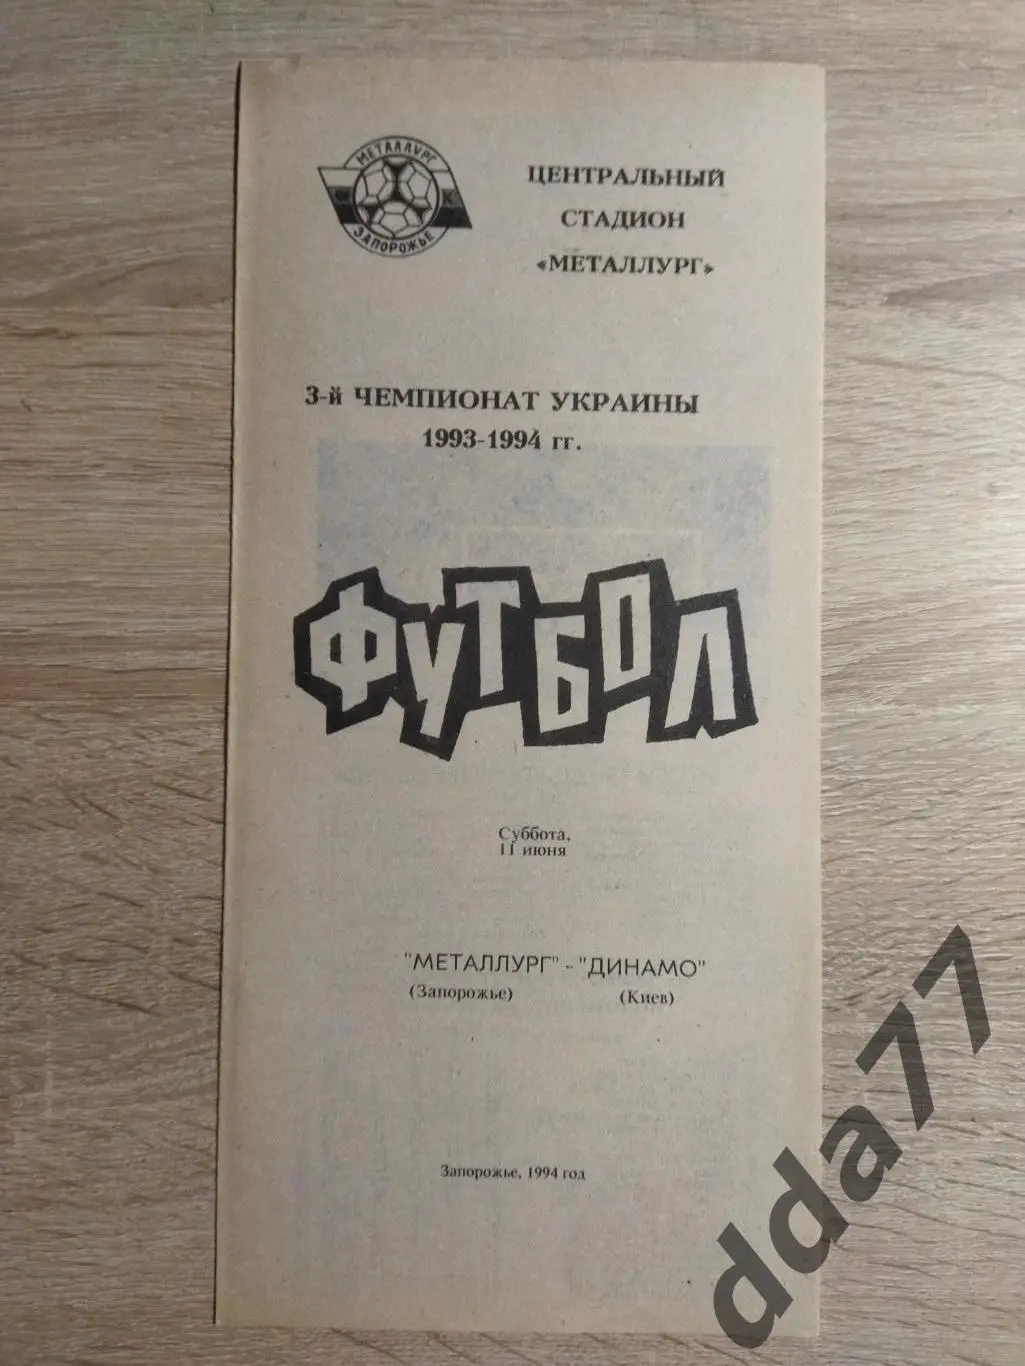 МЕТАЛЛУРГ
ФК
ЗАПОРОЖЬЕ
ЦЕНТРАЛЬНЫЙ
СТАДИОН
«МЕТАЛЛУРГ»
3-й ЧЕМПИОНАТ УКРАИНЫ
1993-1994 гг.
ФУТБОЛ
Суббота,
11 июня
"МЕТАЛЛУРГ" - "ДИНАМО"
(Запорожье) (Киев)
Запорожье, 1994 год
dda77